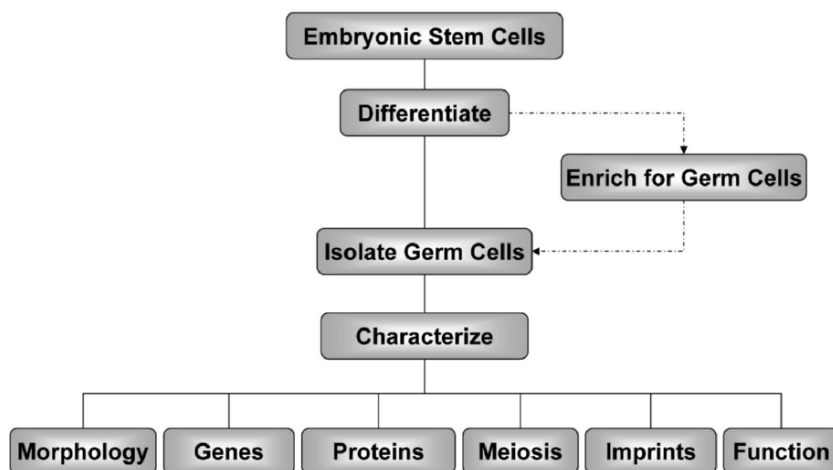 Embryonic Stem Cells
Differentiate
Enrich for Germ Cells
Isolate Germ Cells
Characterize
Morphology
Genes
Proteins
Meiosis
Imprints
Function